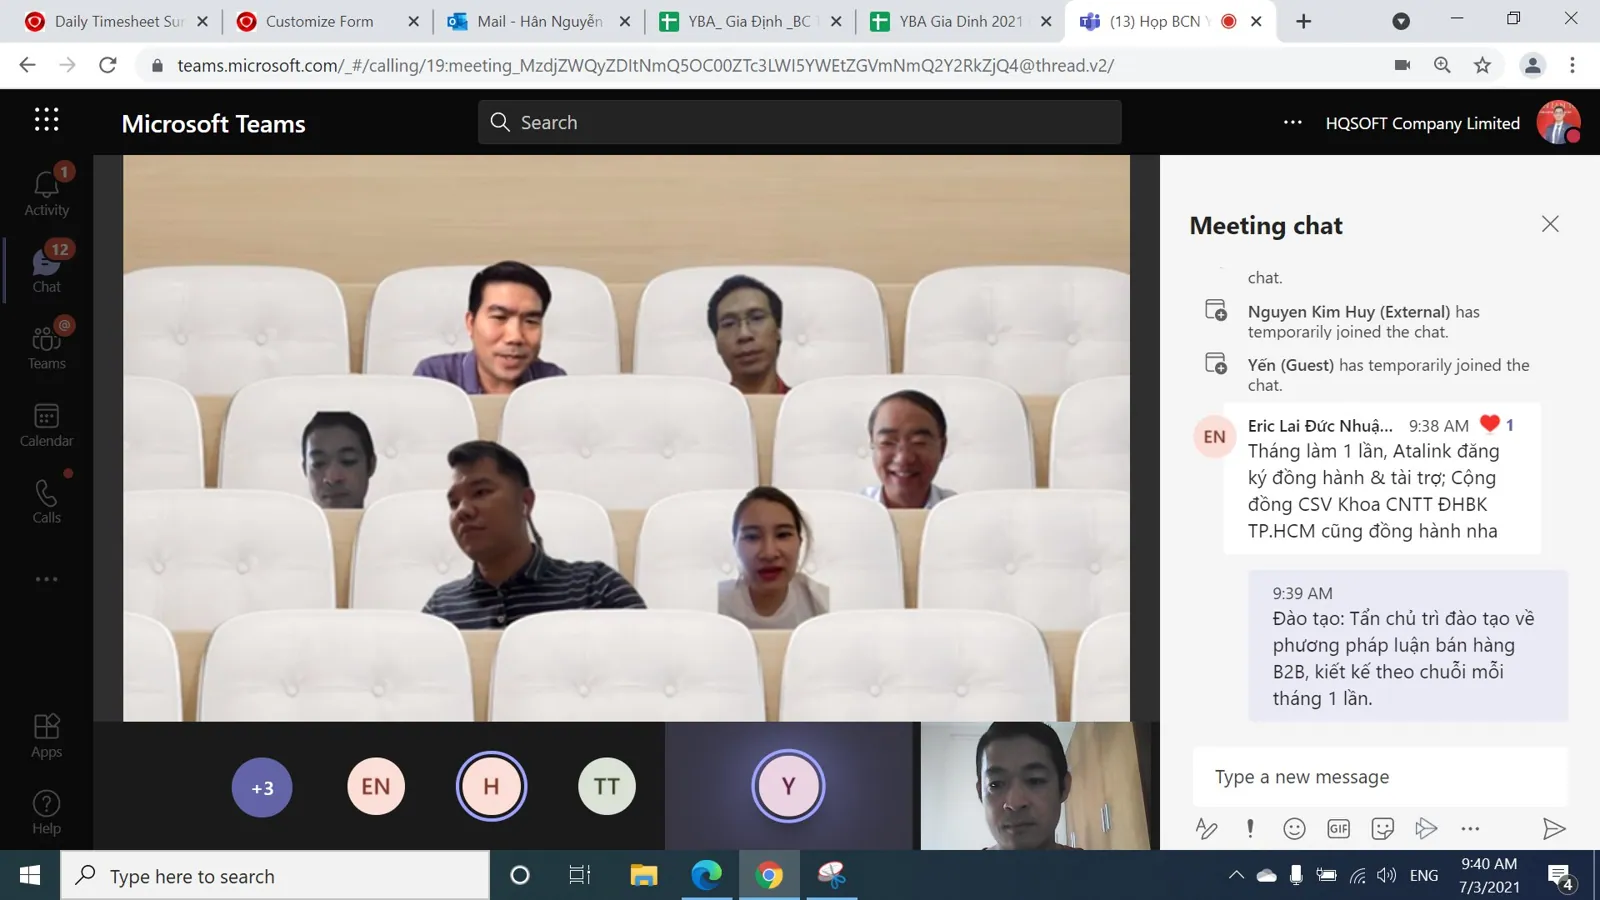 Daily Timesheet Sur
Customize Form
Mail - Hân Nguyễn
YBA_ Gia Định _BC T
YBA Gia Dinh 2021
(13) Họp BCN Y
teams.microsoft.com/_#/calling/19:meeting_MzdjZWQyZDItNmQ5OC00ZTc3LWI5YWEtZGVmNmQ2Y2RkZjQ4@thread.v2/
Microsoft Teams
Search
HQSOFT Company Limited
1
Activity
12
Chat
@
Teams
Calendar
Calls
Apps
Help
Meeting chat
chat.
Nguyen Kim Huy (External) has
temporarily joined the chat.
Yến (Guest) has temporarily joined the
chat.
EN
Eric Lai Đức Nhuậ... 9:38 AM 1
Tháng làm 1 lần, Atalink đăng
ký đồng hành & tài trợ; Cộng
đồng CSV Khoa CNTT ĐHBK
TP.HCM cũng đồng hành nha
9:39 AM
Đào tạo: Tẩn chủ trì đào tạo về
phương pháp luận bán hàng
B2B, kiết kế theo chuỗi mỗi
tháng 1 lần.
+3
EN
H
TT
Y
Type a new message
GIF
Type here to search
ENG
9:40 AM
7/3/2021
4